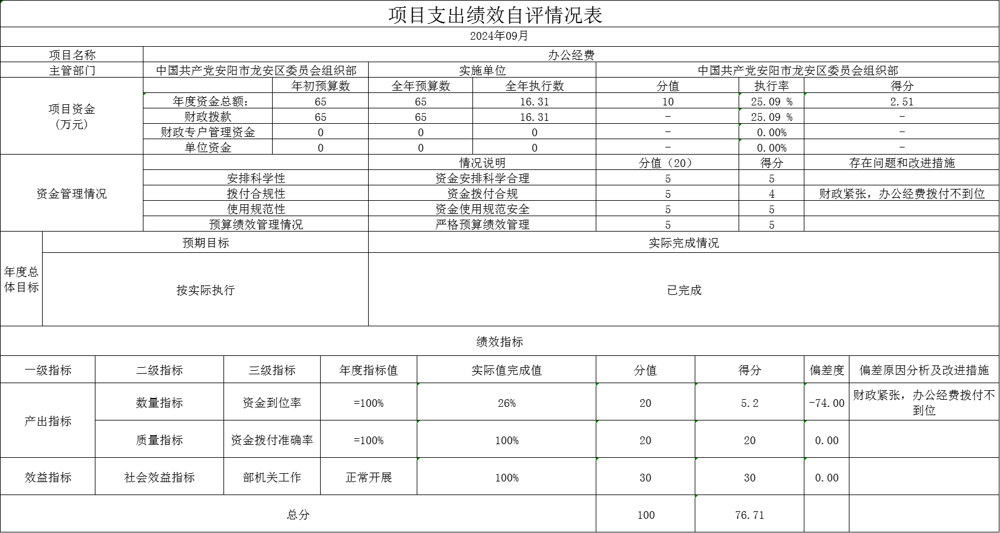 项目支出绩效自评情况表
2024年09月
项目名称 办公经费
主管部门 中国共产党安阳市龙安区委员会组织部 实施单位 中国共产党安阳市龙安区委员会组织部
项目资金
(万元)
年初预算数 全年预算数 全年执行数 分值 执行率 得分
年度资金总额: 65 65 16.31 10 25.09 % 2.51
财政拨款 65 65 16.31 - 25.09 % -
财政专户管理资金 0 0 0 - 0.00% -
单位资金 0 0 0 - 0.00% -
资金管理情况
情况说明 分值（20） 得分 存在问题和改进措施
安排科学性 资金安排科学合理 5 5
拨付合规性 资金拨付合规 5 4 财政紧张，办公经费拨付不到位
使用规范性 资金使用规范安全 5 5
预算绩效管理情况 严格预算绩效管理 5 5
年度总
体目标
预期目标 实际完成情况
按实际执行 已完成
绩效指标
一级指标 二级指标 三级指标 年度指标值 实际值完成值 分值 得分 偏差度 偏差原因分析及改进措施
产出指标
数量指标 资金到位率 =100% 26% 20 5.2 -74.00 财政紧张，办公经费拨付不
到位
质量指标 资金拨付准确率 =100% 100% 20 20 0.00
效益指标 社会效益指标 部机关工作 正常开展 100% 30 30 0.00
总分 100 76.71